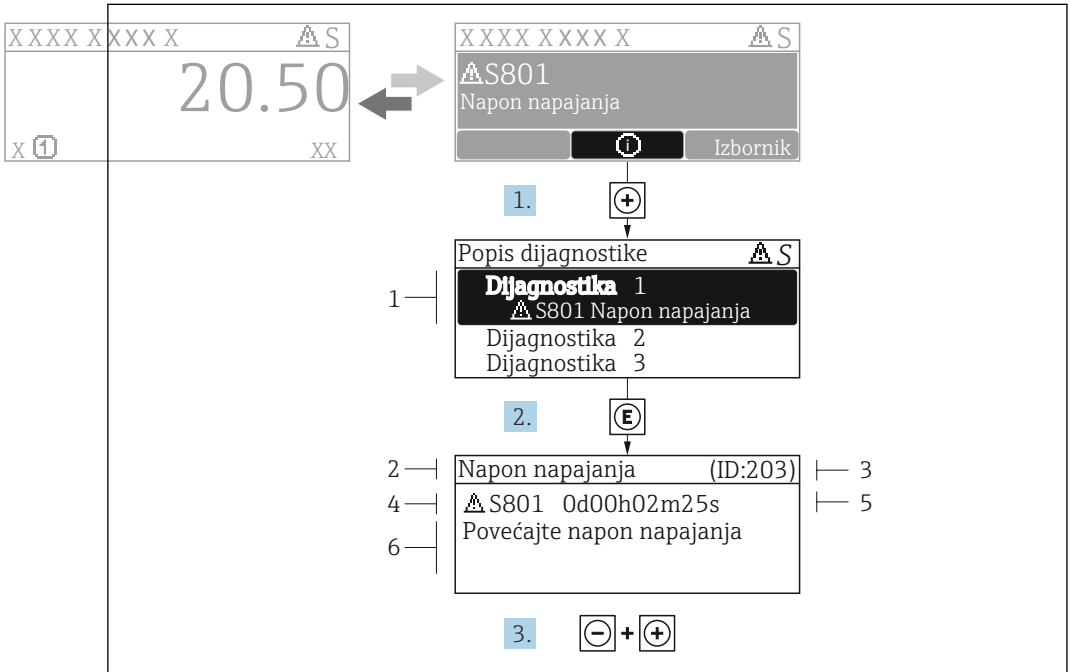 XXXX XXXX X S
20.50
X 1 XX
XXXX XXXX X S
S801
Napon napajanja
i Izbornik
1. +
Popis dijagnostike S
1 Dijagnostika 1
S801 Napon napajanja
Dijagnostika 2
Dijagnostika 3
2. E
2 Napon napajanja (ID:203) 3
4 S801 0d00h02m25s 5
6 Povećajte napon napajanja
3. - + +